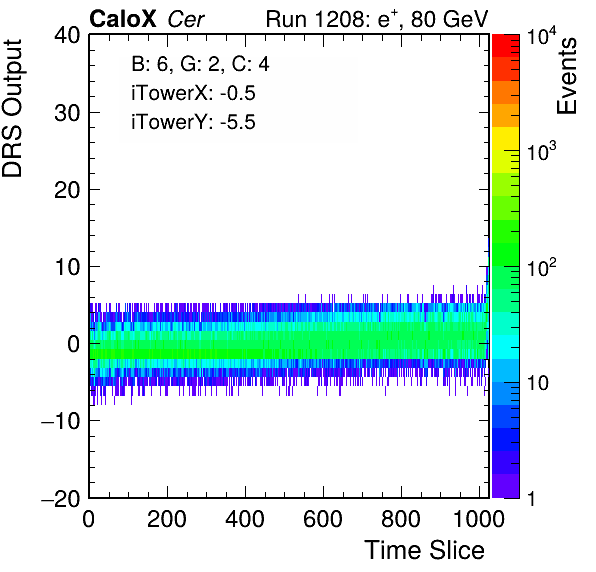 CaloX Cer Run 1208: e+, 80 GeV
DRS Output
B: 6, G: 2, C: 4
iTowerX: -0.5
iTowerY: -5.5
40
30
20
10
0
−10
−20
0 200 400 600 800 1000
Time Slice
10^4
10^3
10^2
10
1
Events